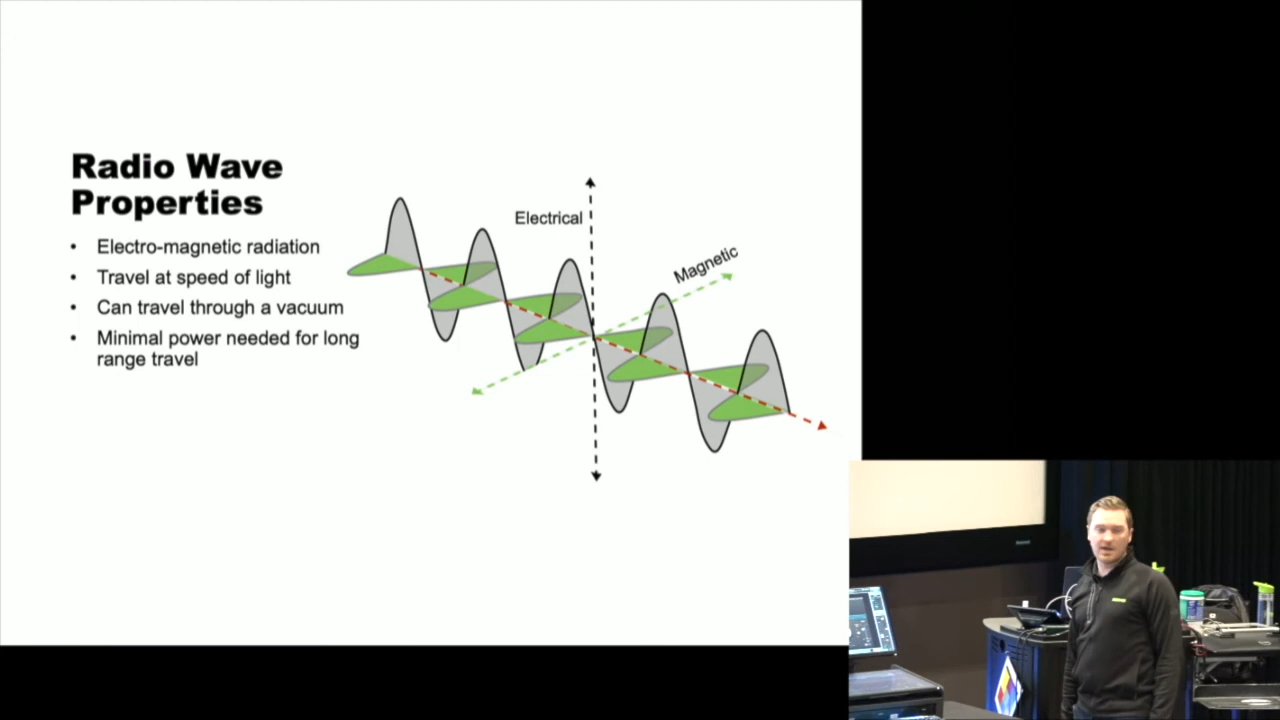 Radio Wave
Properties
• Electro-magnetic radiation
• Travel at speed of light
• Can travel through a vacuum
• Minimal power needed for long
range travel
Electrical
Magnetic